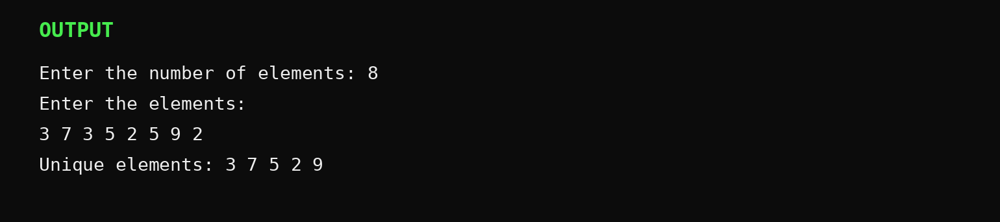 OUTPUT
Enter the number of elements: 8
Enter the elements:
3 7 3 5 2 5 9 2
Unique elements: 3 7 5 2 9